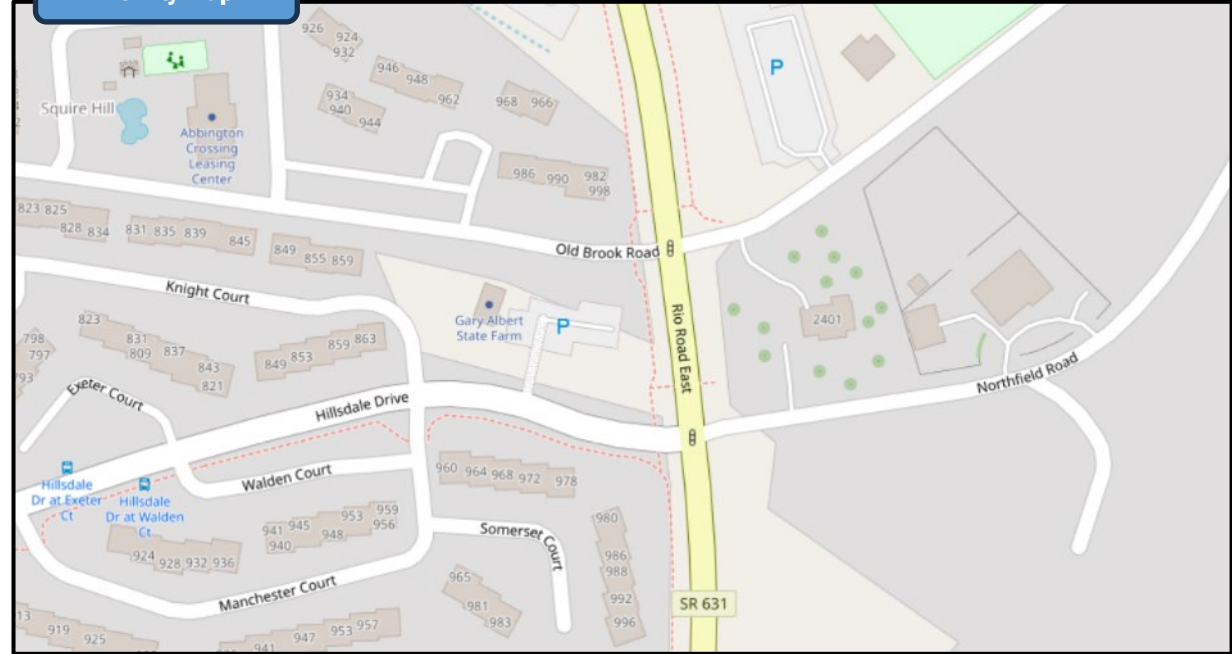 926
924
932
946
948
962
934
940
944
968 966
P
Squire Hill
Abbington
Crossing
Leasing
Center
986 990 982
998
823 825
828 834
831 835 839
845
849
855 859
Old Brook Road
Knight Court
Gary Albert
State Farm
P
Rio Road East
2401
823
831
809 837
843
821
859 863
849 853
798
797
793
Exeter Court
Hillsdale Drive
Northfield Road
Hillsdale
Dr at Exeter
Ct
Hillsdale
Dr at Walden
Ct
Walden Court
960 964 968 972 978
941 945
940
948
953 959
956
924
928 932 936
Somerset Court
980
986
988
992
996
Manchester Court
965
981
983
SR 631
919
925
941
947
953 957